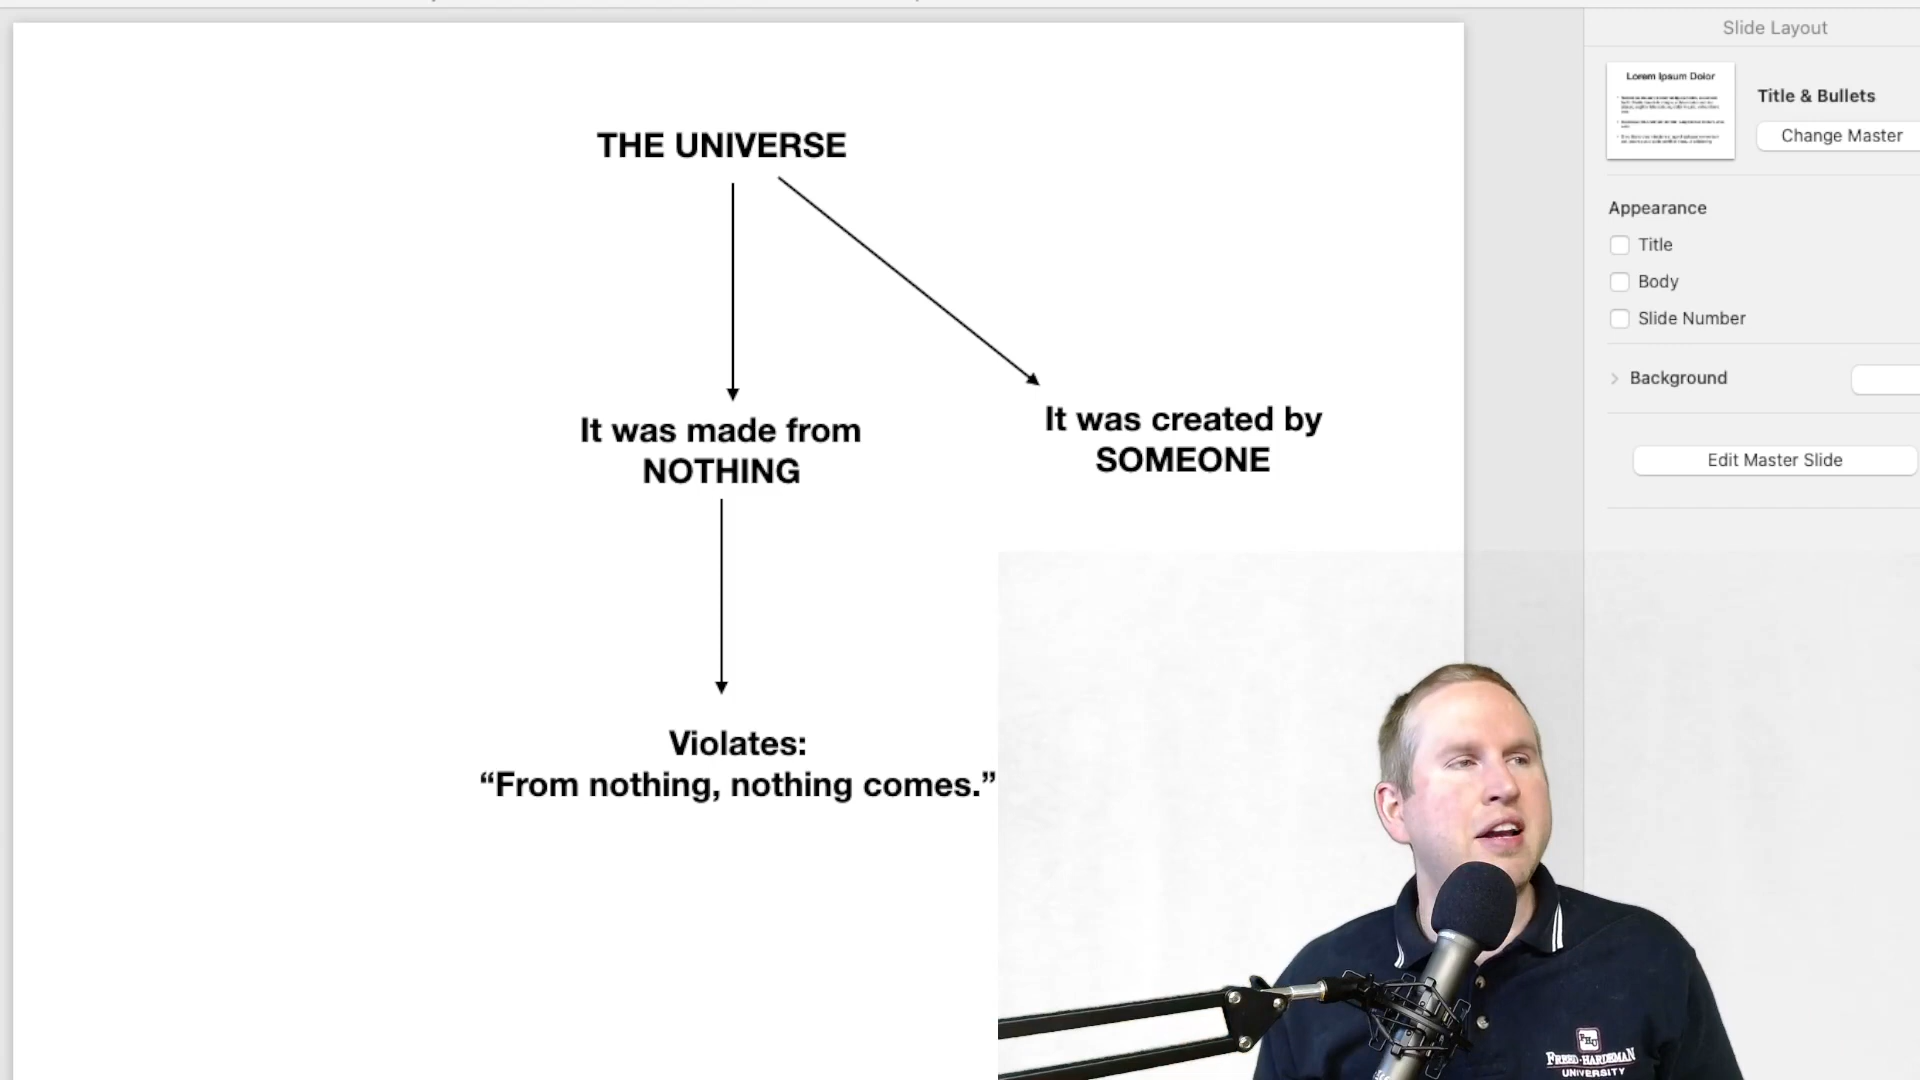 THE UNIVERSE
It was made from
NOTHING
It was created by
SOMEONE
Violates:
“From nothing, nothing comes.”
Slide Layout
Lorem Ipsum Dolor
Title & Bullets
Change Master
Appearance
Title
Body
Slide Number
Background
Edit Master Slide
FHU
FREED-HARDEMAN
UNIVERSITY